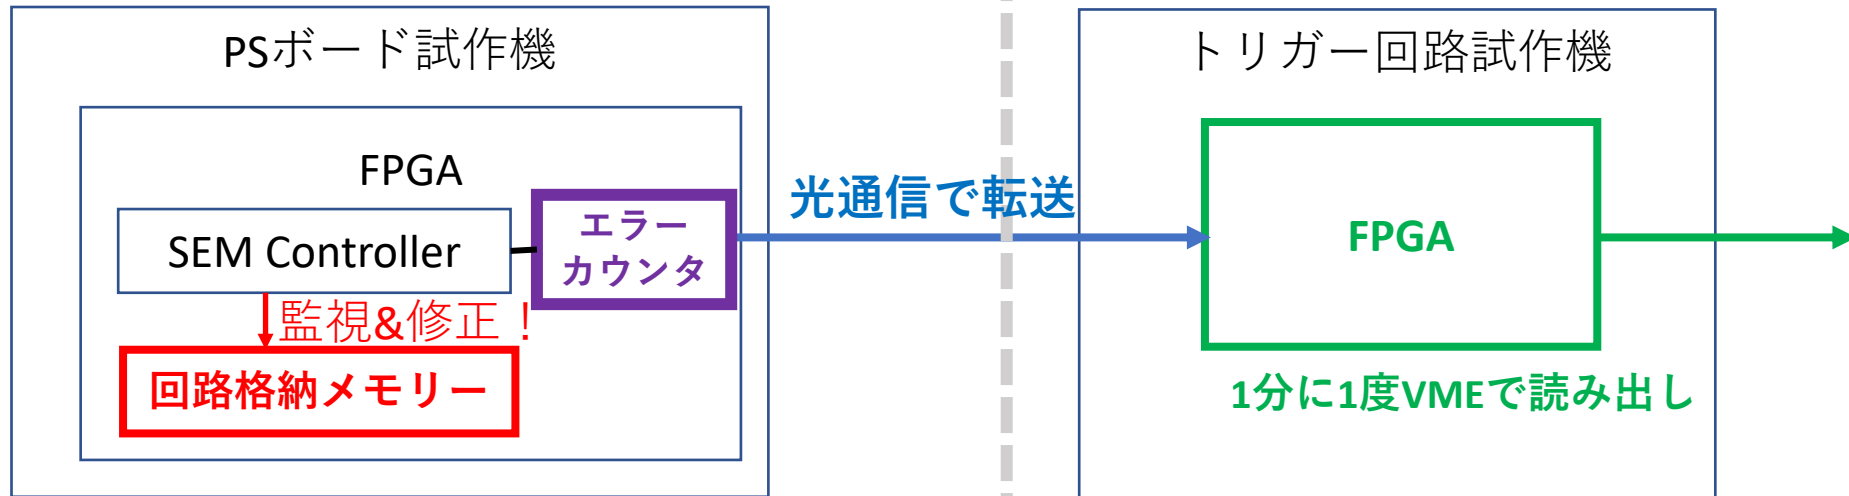 PSボード試作機
トリガー回路試作機
FPGA
SEM Controller
エラー
カウンタ
監視&修正！
回路格納メモリー
光通信で転送
FPGA
1分に1度VMEで読み出し